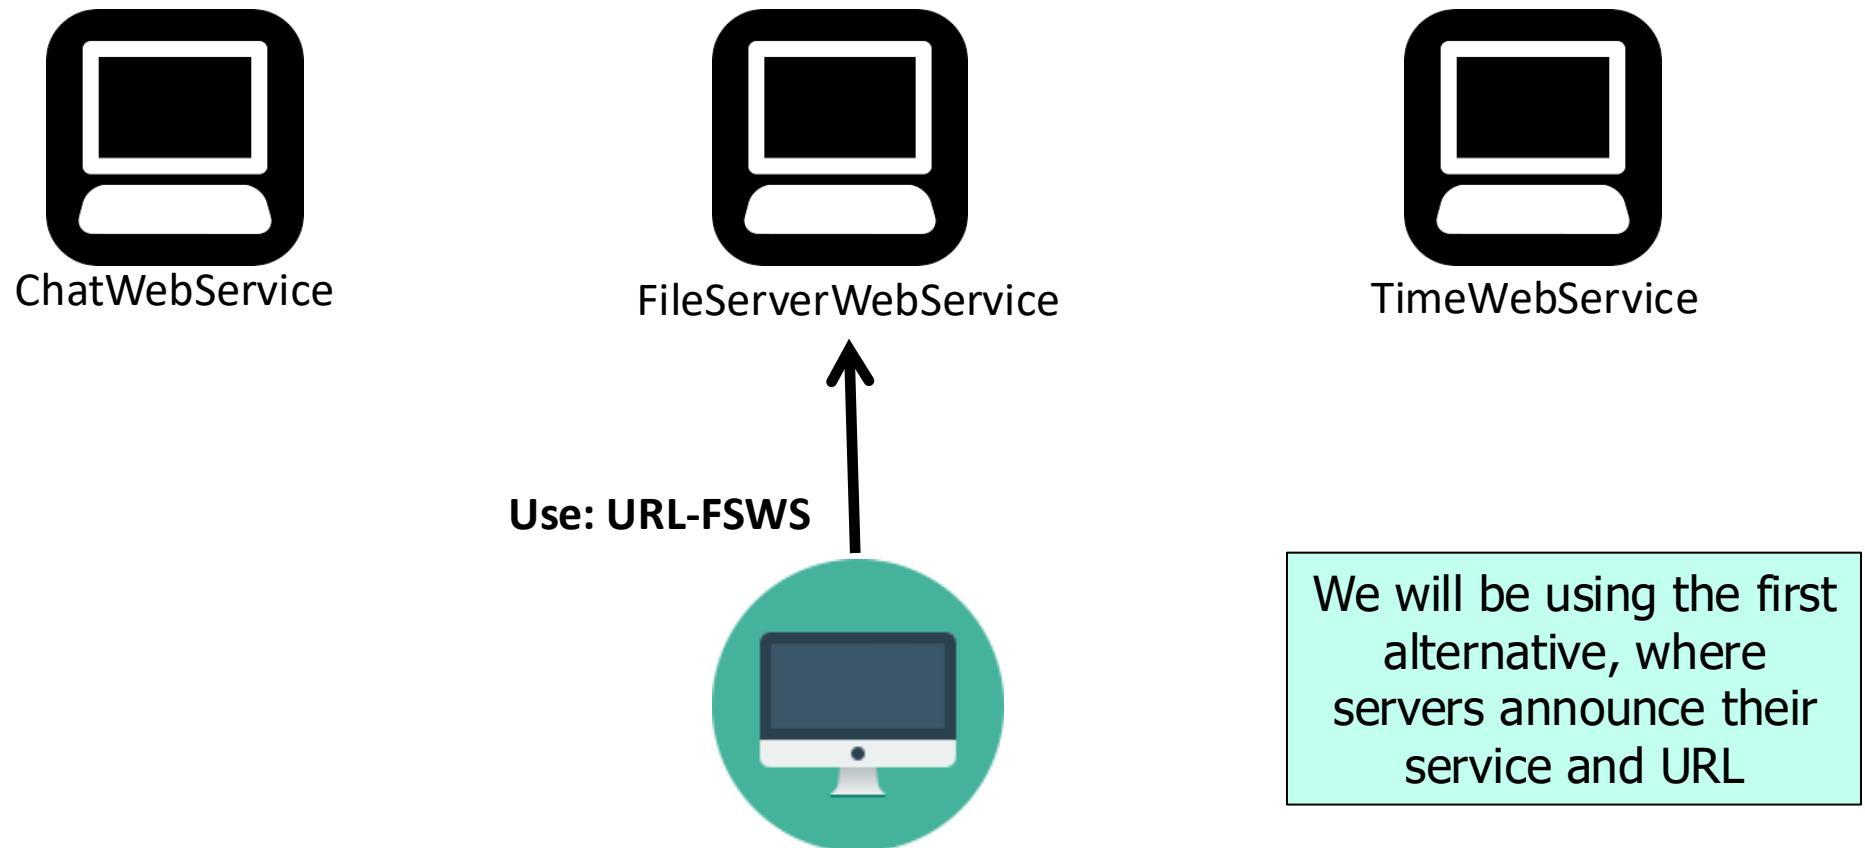 ChatWebService
FileServerWebService
TimeWebService
Use: URL-FSWS
We will be using the first
alternative, where
servers announce their
service and URL